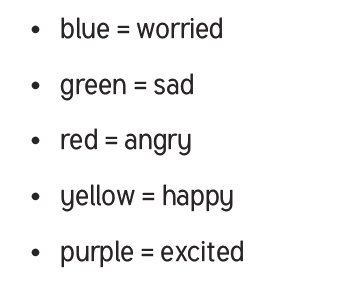 • blue = worried
• green = sad
• red = angry
• yellow = happy
• purple = excited